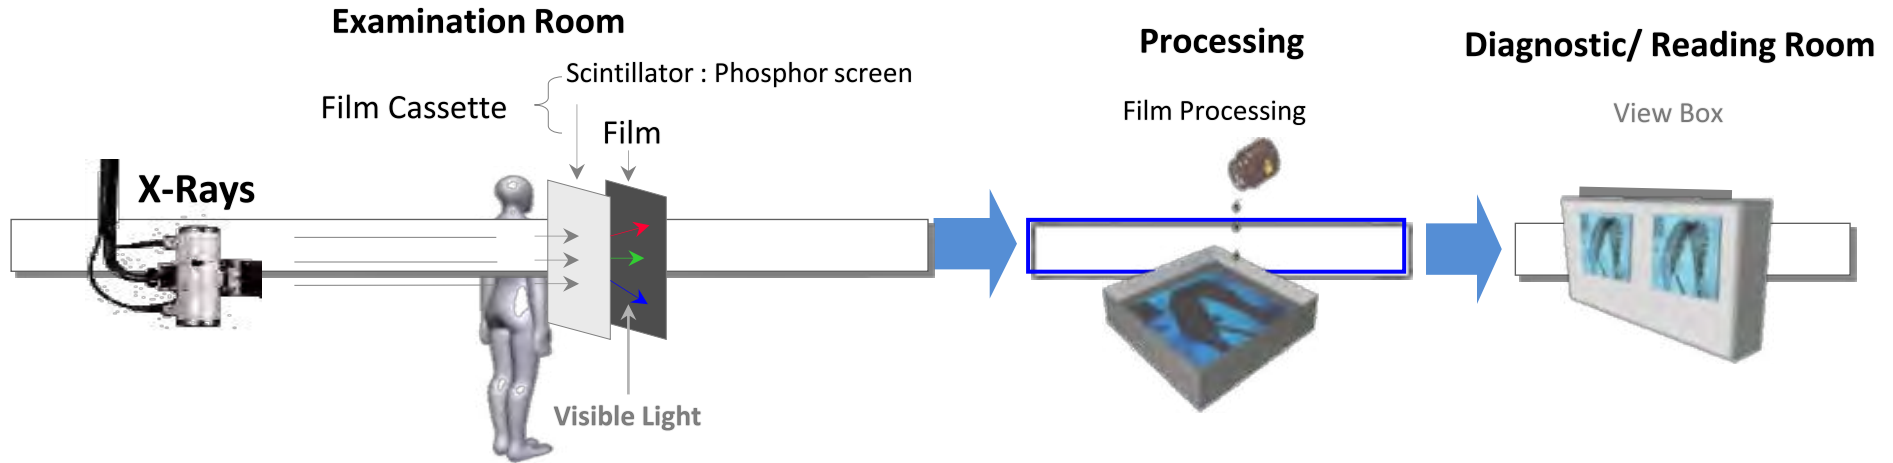 Examination Room
Scintillator : Phosphor screen
Film Cassette
Film
X-Rays
Visible Light
Processing
Film Processing
Diagnostic/ Reading Room
View Box